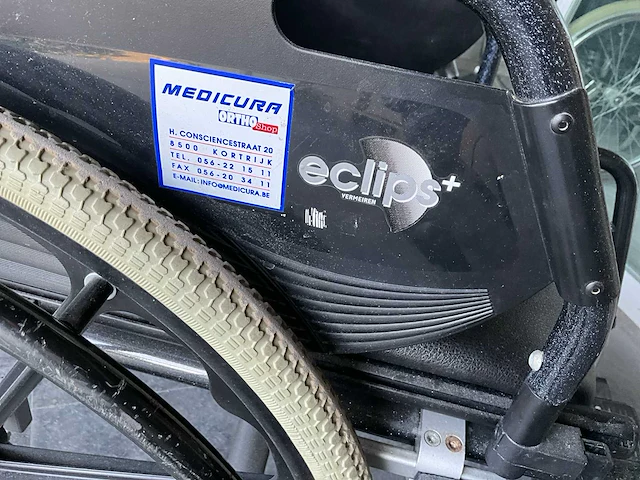 MEDICURA
ORTHO Shop
H. CONSCIENCESTRAAT 20
8500 KORTRIJK
TEL. 056-22 15 11
FAX 056-20 34 11
E-MAIL: INFO@MEDICURA.BE
eclips+
VERMEIREN